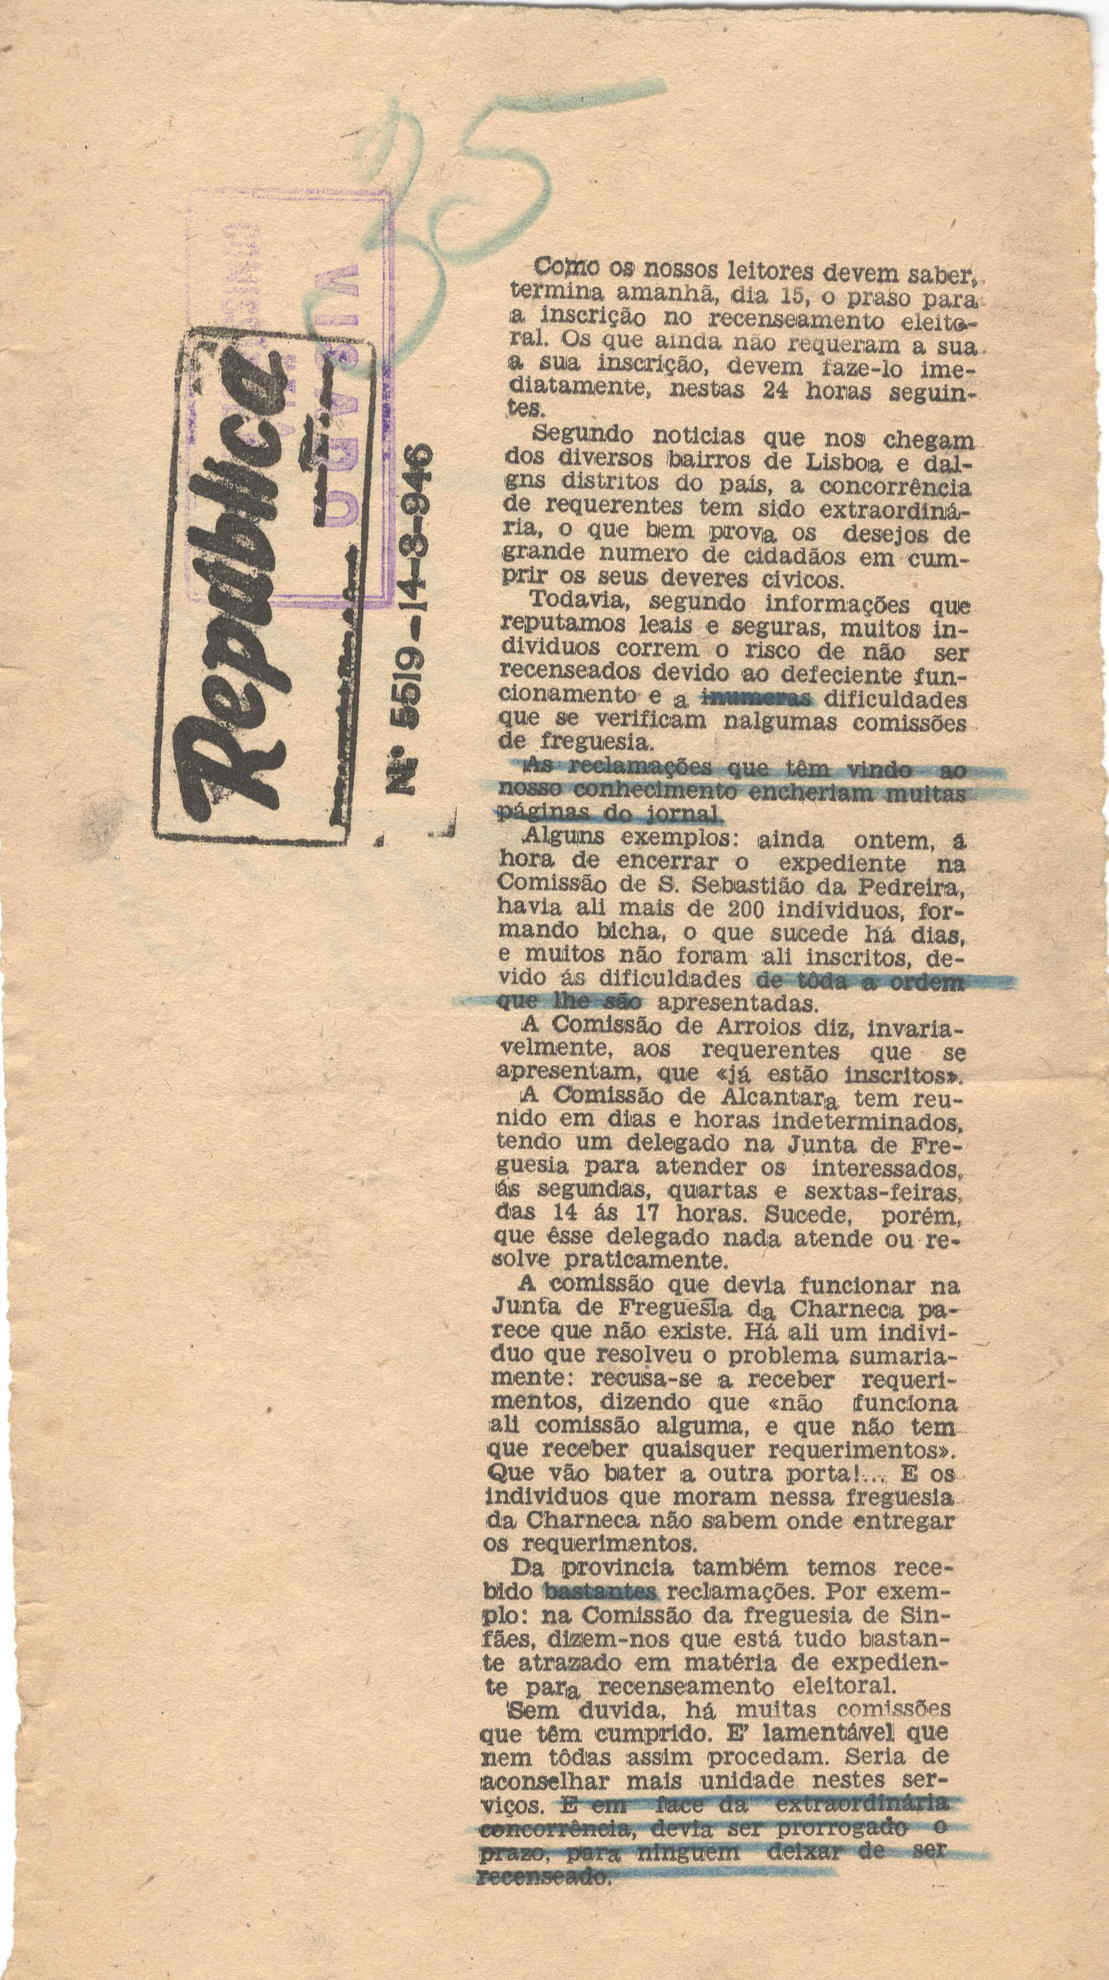 35
VISADO
República
Nº 5519-14-8-946
Como os nossos leitores devem saber,
termina amanhã, dia 15, o praso para
a inscrição no recenseamento eleito-
ral. Os que ainda não requeram a sua
a sua inscrição, devem faze-lo ime-
diatamente, nestas 24 horas seguin-
tes.
Segundo noticias que nos chegam
dos diversos bairros de Lisboa e dal-
gns distritos do país, a concorrência
de requerentes tem sido extraordiná-
ria, o que bem prova os desejos de
grande numero de cidadãos em cum-
prir os seus deveres civicos.
Todavia, segundo informações que
reputamos leais e seguras, muitos in-
dividuos correm o risco de não ser
recenseados devido ao defeciente fun-
cionamento e a inumeras dificuldades
que se verificam nalgumas comissões
de freguesia.
As reclamações que têm vindo ao
nosso conhecimento encheriam muitas
páginas do jornal.
Alguns exemplos: ainda ontem, á
hora de encerrar o expediente na
Comissão de S. Sebastião da Pedreira,
havia ali mais de 200 individuos, for-
mando bicha, o que sucede há dias,
e muitos não foram ali inscritos, de-
vido ás dificuldades de tôda a ordem
que lhe são apresentadas.
A Comissão de Arroios diz, invaria-
velmente, aos requerentes que se
apresentam, que «já estão inscritos».
A Comissão de Alcantara tem reu-
nido em dias e horas indeterminados,
tendo um delegado na Junta de Fre-
guesia para atender os interessados,
ás segundas, quartas e sextas-feiras,
das 14 ás 17 horas. Sucede, porém,
que êsse delegado nada atende ou re-
solve praticamente.
A comissão que devia funcionar na
Junta de Freguesia da Charneca pa-
rece que não existe. Há ali um indivi-
duo que resolveu o problema sumaria-
mente: recusa-se a receber requeri-
mentos, dizendo que «não funciona
ali comissão alguma, e que não tem
que receber quaisquer requerimentos».
Que vão bater a outra porta!... E os
individuos que moram nessa freguesia
da Charneca não sabem onde entregar
os requerimentos.
Da provincia também temos rece-
bido bastantes reclamações. Por exem-
plo: na Comissão da freguesia de Sin-
fães, dizem-nos que está tudo bastan-
te atrazado em matéria de expedien-
te para recenseamento eleitoral.
Sem duvida, há muitas comissões
que têm cumprido. E' lamentável que
nem tôdas assim procedam. Seria de
aconselhar mais unidade nestes ser-
viços. E em face da extraordinária
concorrência, devia ser prorrogado o
prazo, para ninguem deixar de ser
recenseado.